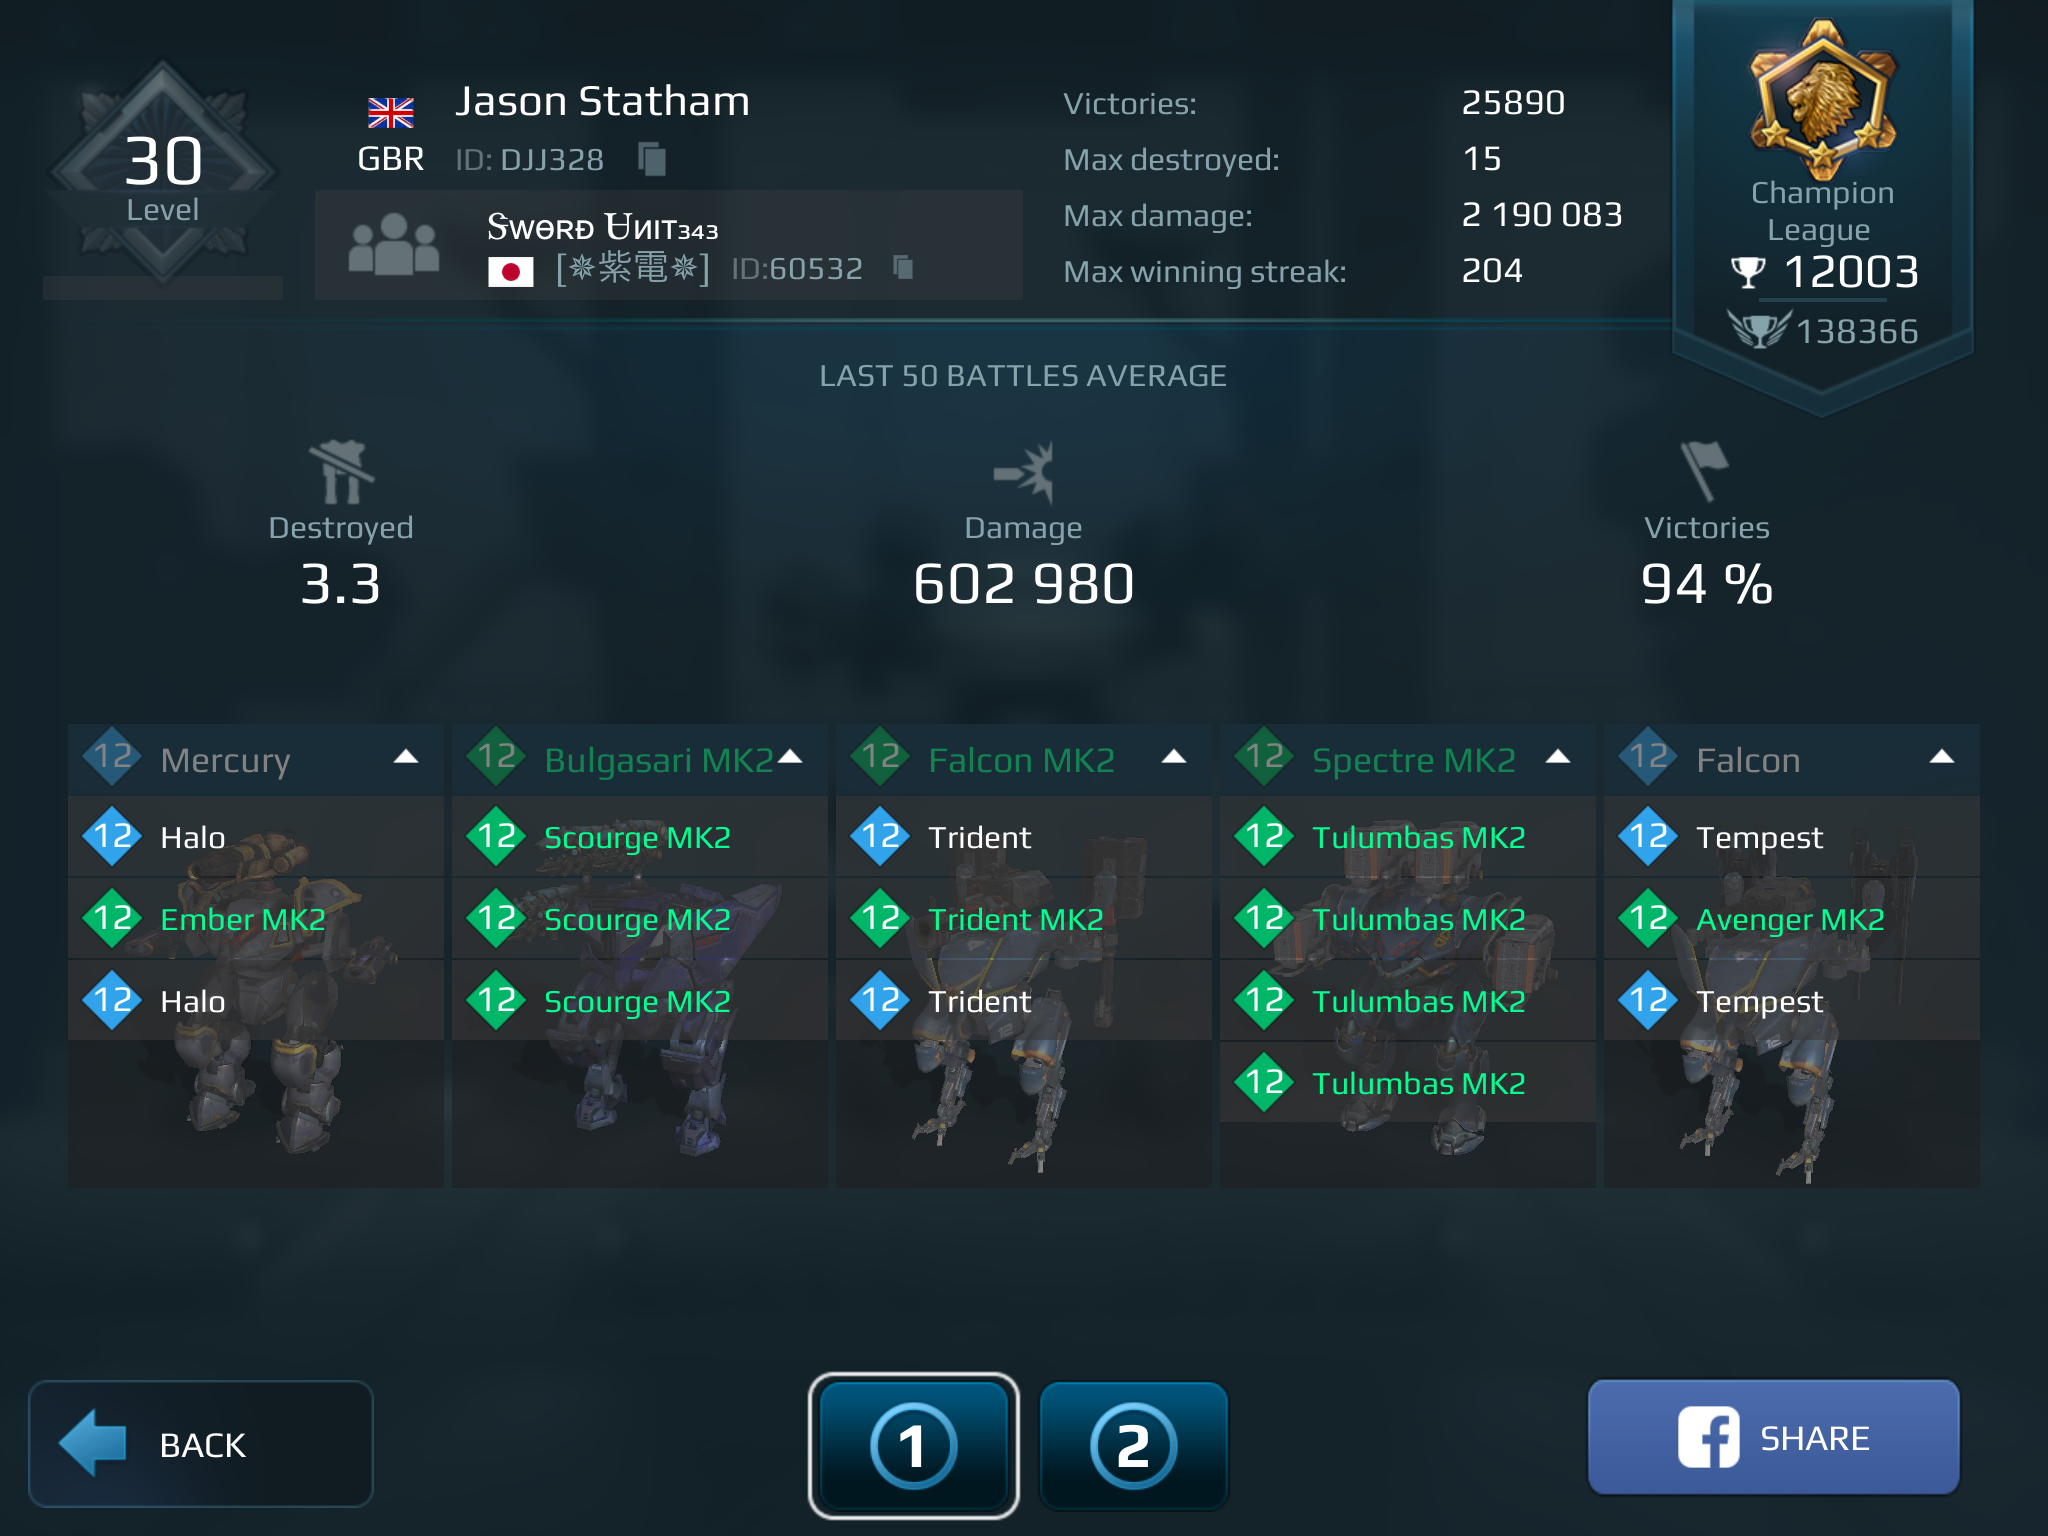 30
Level
GBR
Jason Statham
ID: DJJ328
Sᴡɵʀᴅ Uɴɪᴛ343
[✵紫電✵] ID:60532
Victories: 25890
Max destroyed: 15
Max damage: 2 190 083
Max winning streak: 204
Champion
League
12003
138366
LAST 50 BATTLES AVERAGE
Destroyed
3.3
Damage
602 980
Victories
94 %
12 Mercury
12 Halo
12 Ember MK2
12 Halo
12 Bulgasari MK2
12 Scourge MK2
12 Scourge MK2
12 Scourge MK2
12 Falcon MK2
12 Trident
12 Trident MK2
12 Trident
12 Spectre MK2
12 Tulumbas MK2
12 Tulumbas MK2
12 Tulumbas MK2
12 Tulumbas MK2
12 Falcon
12 Tempest
12 Avenger MK2
12 Tempest
BACK
1
2
SHARE